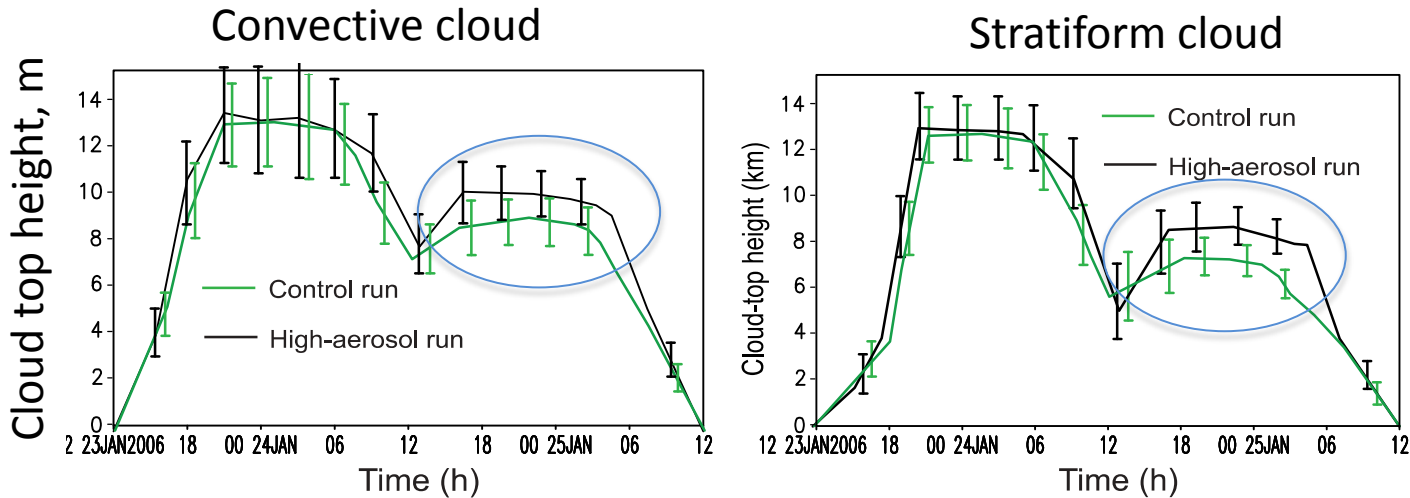 Convective cloud
Cloud top height, m
14
12
10
8
6
4
2
0
Control run
High-aerosol run
12 23JAN2006 18 00 24JAN 06 12 18 00 25JAN 06 12
Time (h)
Stratiform cloud
Cloud-top height (km)
14
12
10
8
6
4
2
0
Control run
High-aerosol run
12 23JAN2006 18 00 24JAN 06 12 18 00 25JAN 06 12
Time (h)